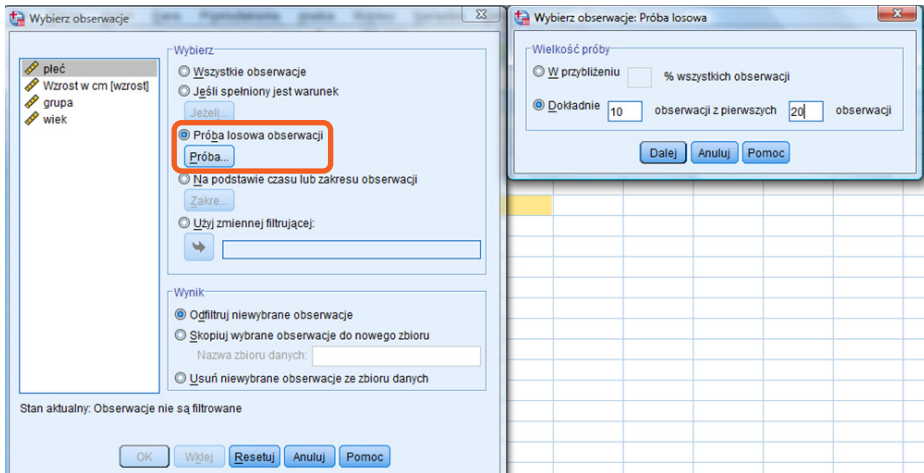 Wybierz obserwacje
płeć
Wzrost w cm [wzrost]
grupa
wiek
Wybierz
Wszystkie obserwacje
Jeśli spełniony jest warunek
Jeżeli...
Próba losowa obserwacji
Próba...
Na podstawie czasu lub zakresu obserwacji
Zakre...
Użyj zmiennej filtrującej:
Wynik
Odfiltruj niewybrane obserwacje
Skopiuj wybrane obserwacje do nowego zbioru
Nazwa zbioru danych:
Usuń niewybrane obserwacje ze zbioru danych
Stan aktualny: Obserwacje nie są filtrowane
OK Wklej Resetuj Anuluj Pomoc
Wybierz obserwacje: Próba losowa
Wielkość próby
W przybliżeniu % wszystkich obserwacji
Dokładnie 10 obserwacji z pierwszych 20 obserwacji
Dalej Anuluj Pomoc